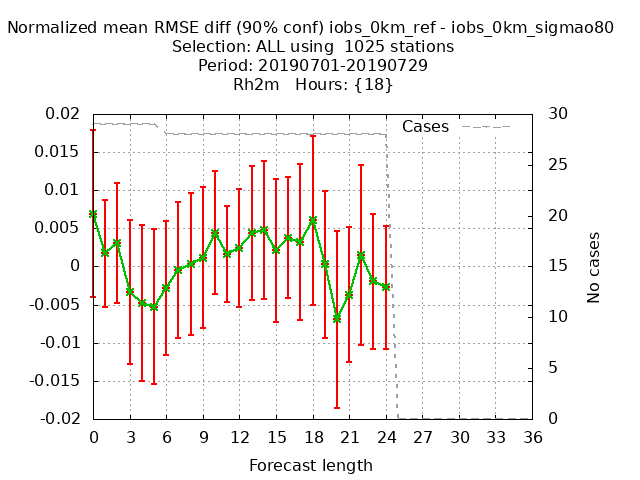 Normalized mean RMSE diff (90% conf) iobs_0km_ref - iobs_0km_sigmao80
Selection: ALL using  1025 stations
Period: 20190701-20190729
Rh2m   Hours: {18}
Cases
0.02
0.015
0.01
0.005
0
-0.005
-0.01
-0.015
-0.02
30
25
20
15
10
5
0
No cases
0 3 6 9 12 15 18 21 24 27 30 33 36
Forecast length